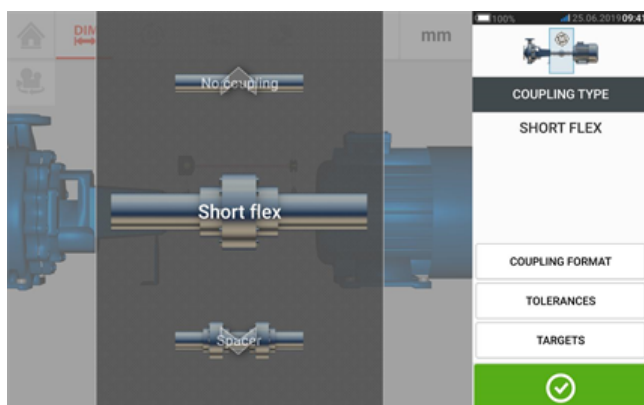 DIM
mm
No coupling
Short flex
Spacer
100%
25.06.2019 09:41
COUPLING TYPE
SHORT FLEX
COUPLING FORMAT
TOLERANCES
TARGETS